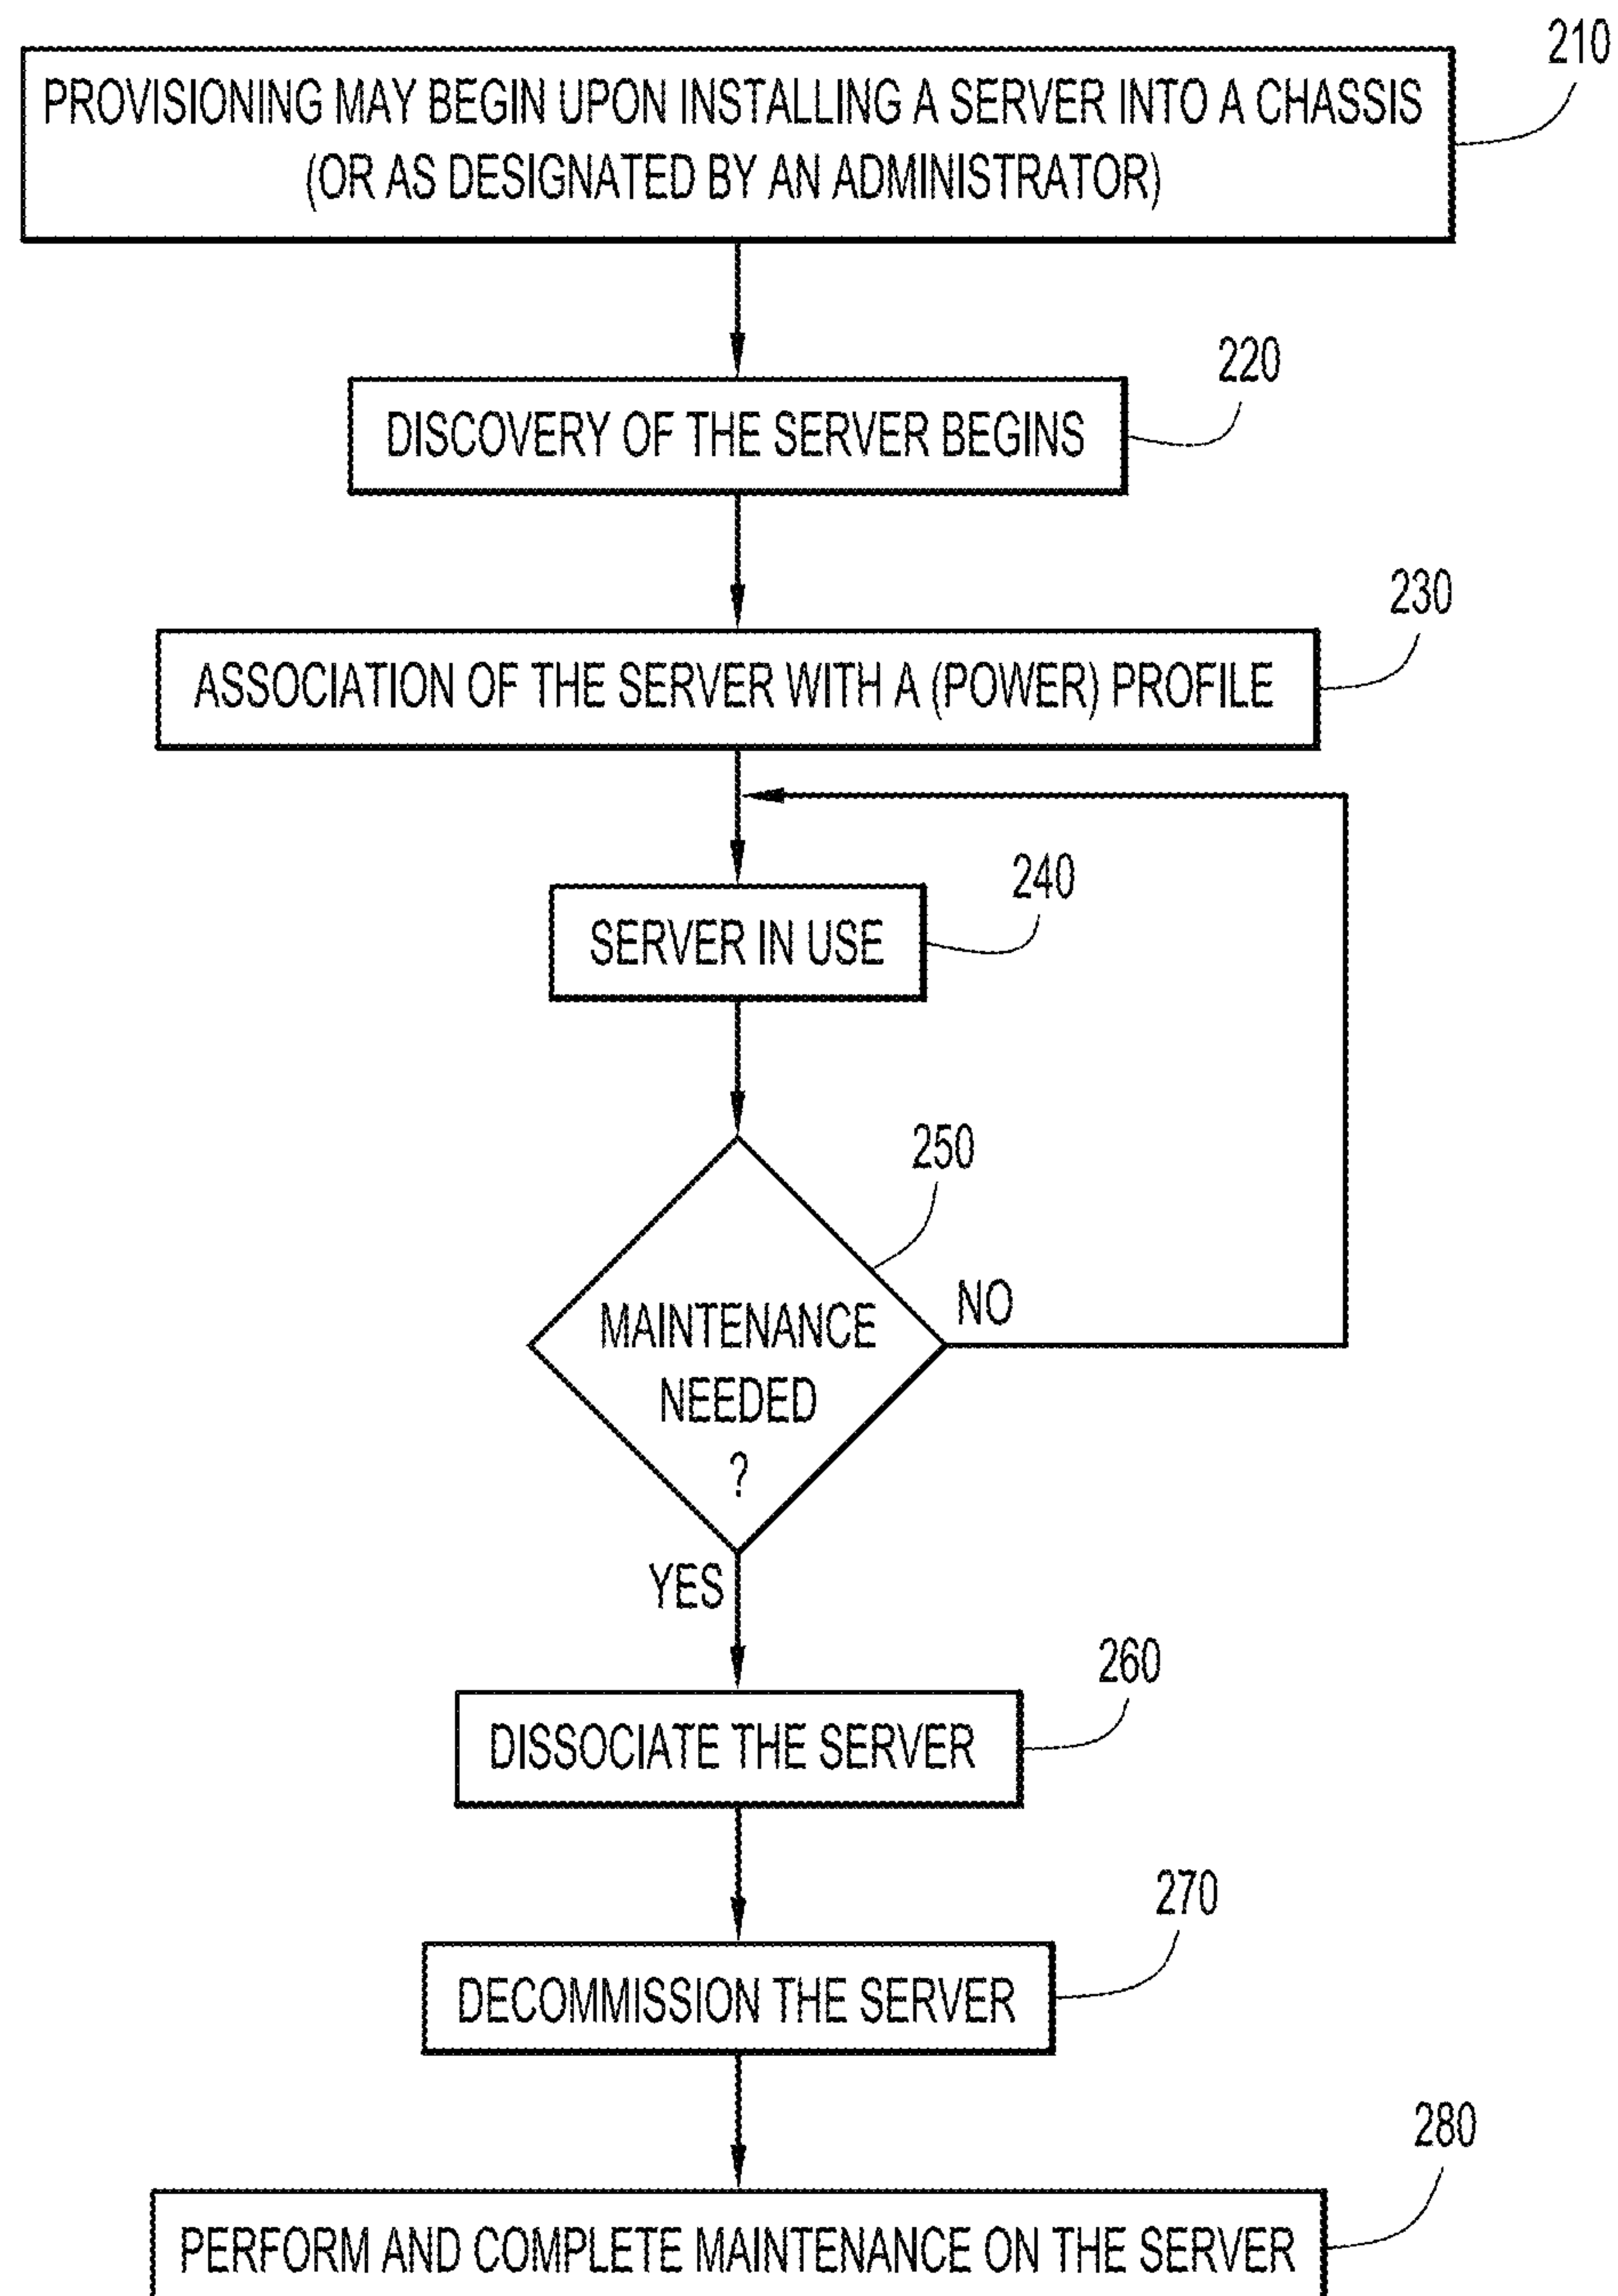 210
PROVISIONING MAY BEGIN UPON INSTALLING A SERVER INTO A CHASSIS
(OR AS DESIGNATED BY AN ADMINISTRATOR)
220
DISCOVERY OF THE SERVER BEGINS
230
ASSOCIATION OF THE SERVER WITH A (POWER) PROFILE
240
SERVER IN USE
250
NO
MAINTENANCE
NEEDED
?
YES
260
DISSOCIATE THE SERVER
270
DECOMMISSION THE SERVER
280
PERFORM AND COMPLETE MAINTENANCE ON THE SERVER